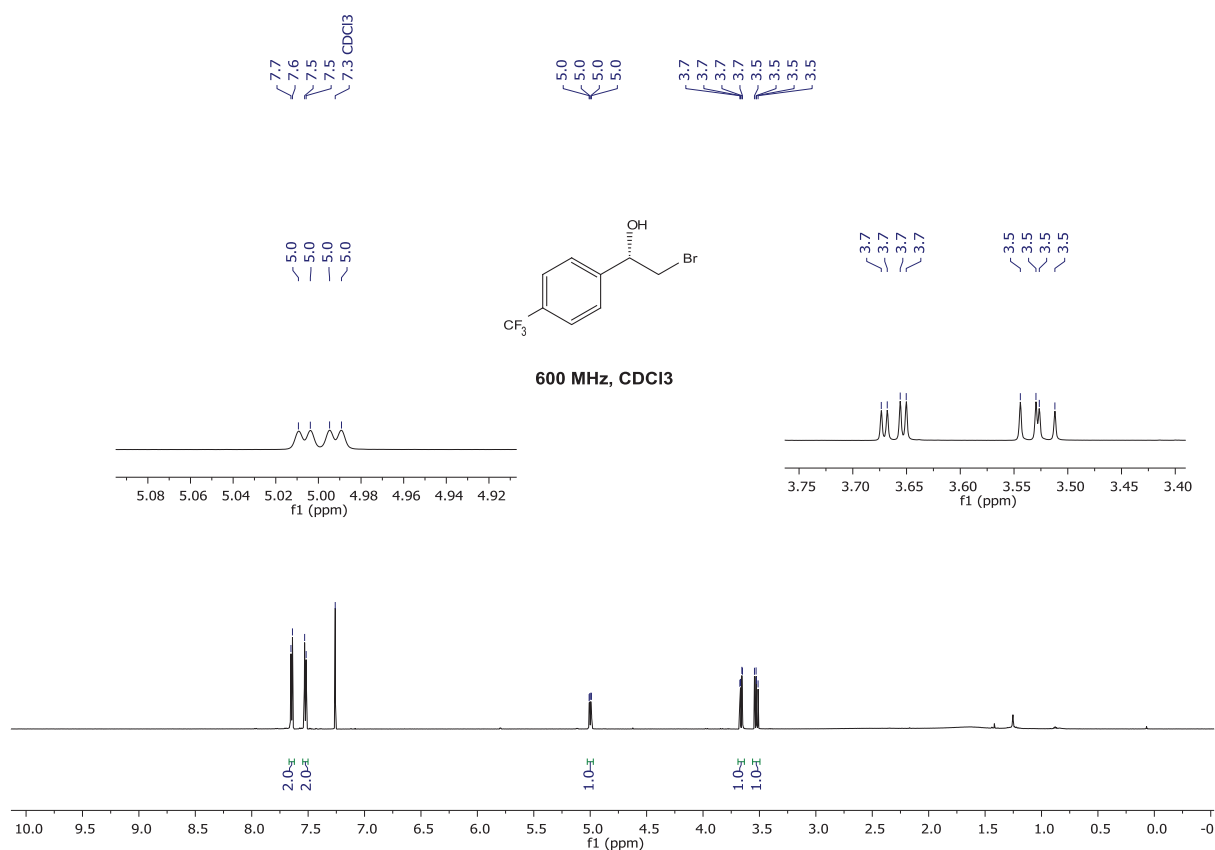 7.7 7.6 7.5 7.5 7.3 CDCl3 5.0 5.0 5.0 5.0 3.7 3.7 3.7 3.7 3.5 3.5 3.5 3.5
5.0 5.0 5.0 5.0
OH
Br
CF3
600 MHz, CDCl3
3.7 3.7 3.7 3.7 3.5 3.5 3.5 3.5
5.08 5.06 5.04 5.02 5.00 4.98 4.96 4.94 4.92
f1 (ppm)
3.75 3.70 3.65 3.60 3.55 3.50 3.45 3.40
f1 (ppm)
2.0 2.0 1.0 1.0 1.0
10.0 9.5 9.0 8.5 8.0 7.5 7.0 6.5 6.0 5.5 5.0 4.5 4.0 3.5 3.0 2.5 2.0 1.5 1.0 0.5 0.0 -0
f1 (ppm)